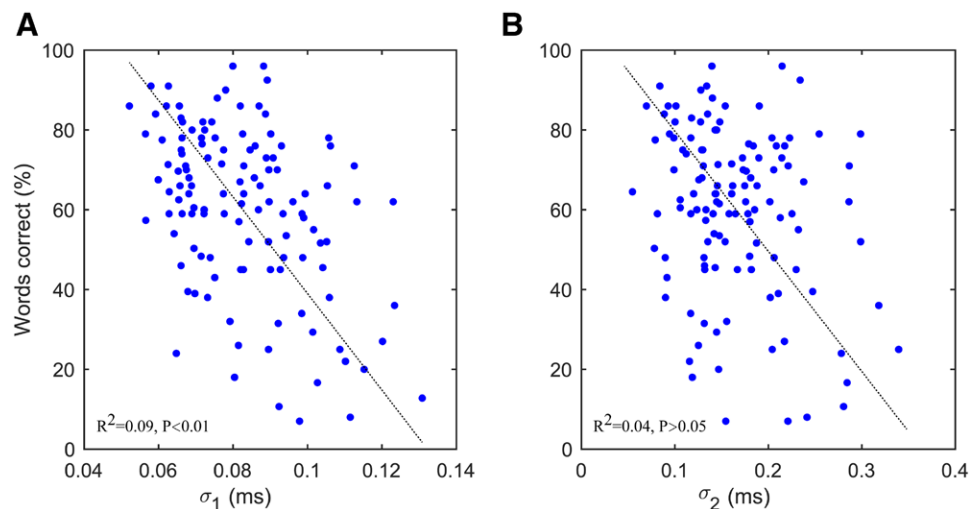 A
B
Words correct (%)
100
80
60
40
20
0
R²=0.09, P<0.01
0.04 0.06 0.08 0.1 0.12 0.14
σ₁ (ms)
100
80
60
40
20
0
R²=0.04, P>0.05
0 0.1 0.2 0.3 0.4
σ₂ (ms)